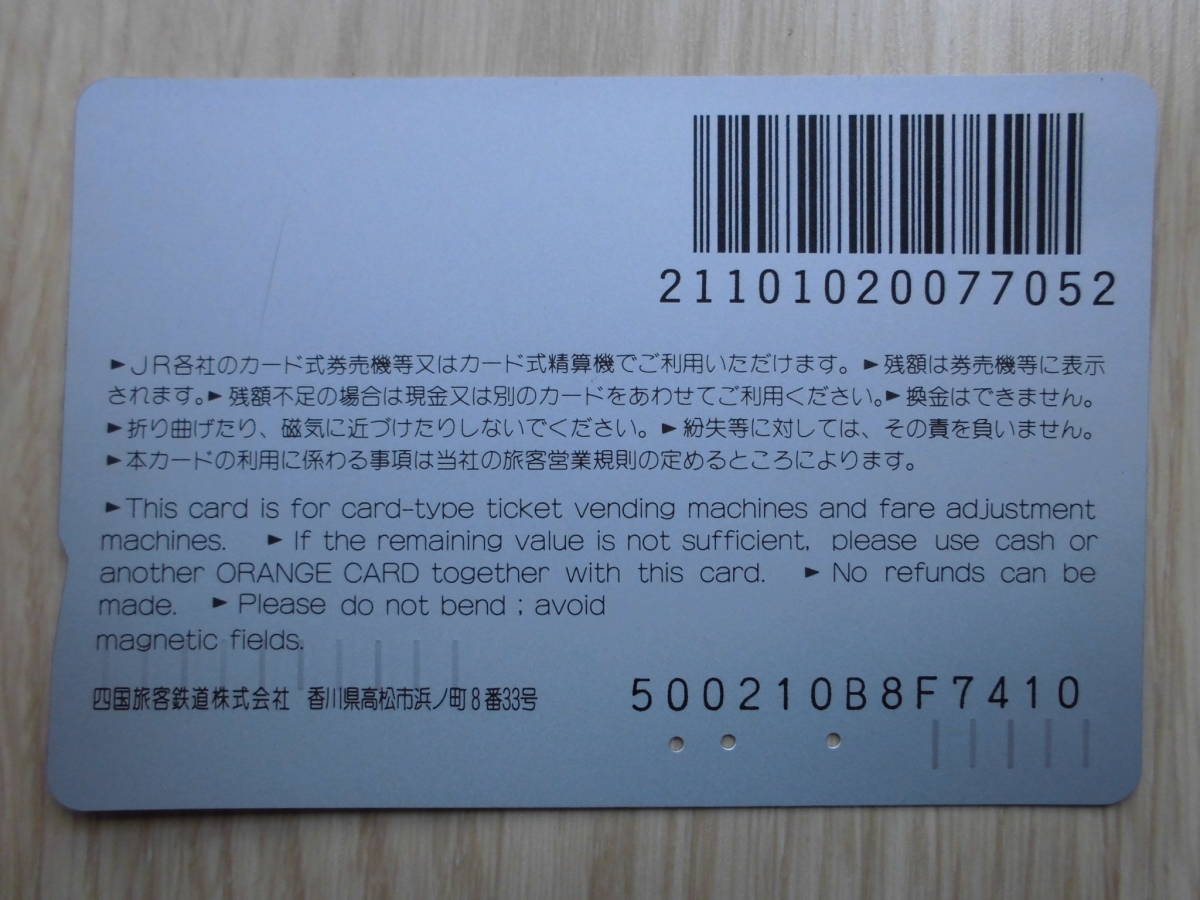 21101020077052
►JR各社のカード式券売機等又はカード式精算機でご利用いただけます。►残額は券売機等に表示
されます。►残額不足の場合は現金又は別のカードをあわせてご利用ください。►換金はできません。
►折り曲げたり、磁気に近づけたりしないでください。►紛失等に対しては、その責を負いません。
►本カードの利用に係わる事項は当社の旅客営業規則の定めるところによります。
►This card is for card-type ticket vending machines and fare adjustment
machines. ►If the remaining value is not sufficient, please use cash or
another ORANGE CARD together with this card. ►No refunds can be
made. ►Please do not bend ; avoid
magnetic fields.
四国旅客鉄道株式会社 香川県高松市浜ノ町8番33号
500210B8F7410